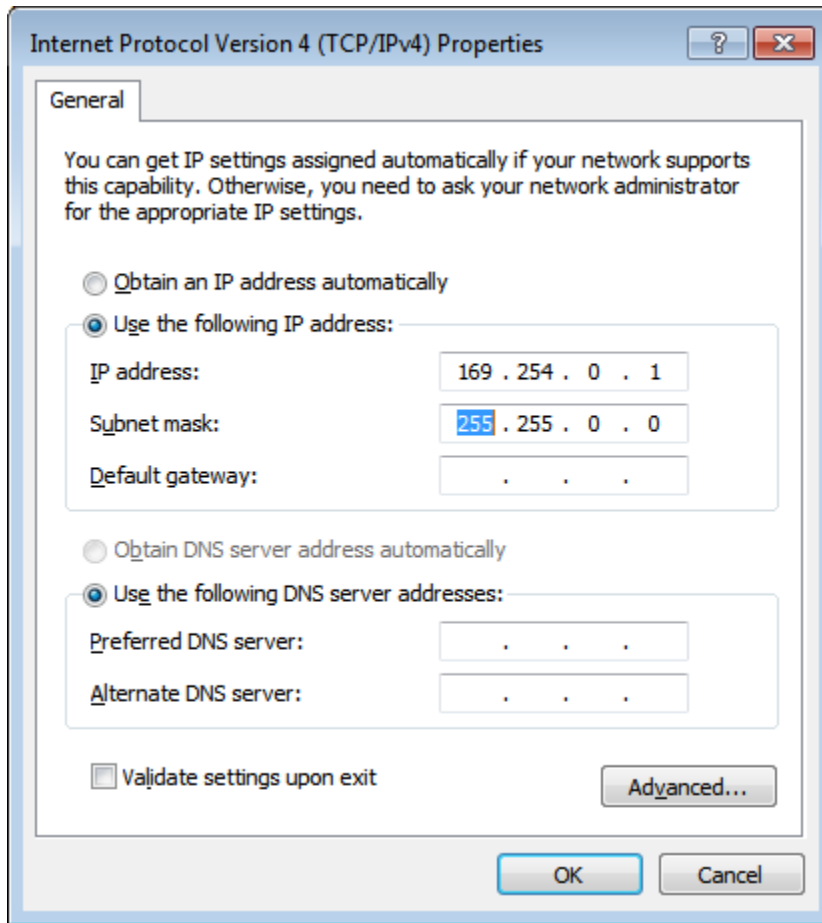 Internet Protocol Version 4 (TCP/IPv4) Properties
?
General
You can get IP settings assigned automatically if your network supports
this capability. Otherwise, you need to ask your network administrator
for the appropriate IP settings.
Obtain an IP address automatically
Use the following IP address:
IP address: 169 . 254 . 0 . 1
Subnet mask: 255 . 255 . 0 . 0
Default gateway: . . .
Obtain DNS server address automatically
Use the following DNS server addresses:
Preferred DNS server: . . .
Alternate DNS server: . . .
Validate settings upon exit
Advanced...
OK Cancel